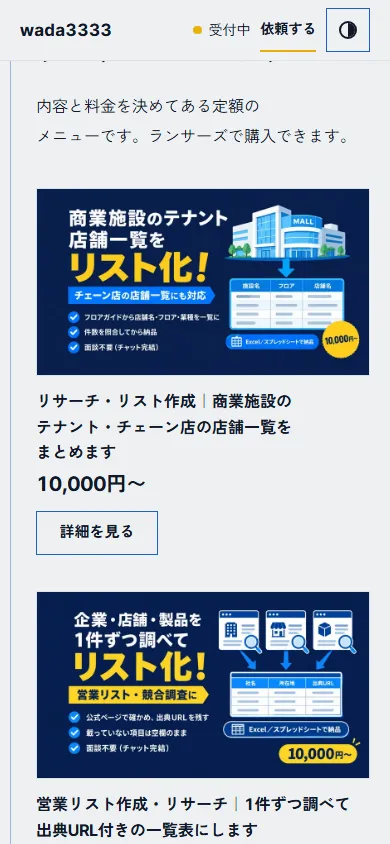 wada3333
受付中
依頼する
内容と料金を決めてある定額の
メニューです。ランサーズで購入できます。
商業施設のテナント
店舗一覧を
リスト化!
チェーン店の店舗一覧にも対応
フロアガイドから店舗名・フロア・業種を一覧に
件数を照合してから納品
面談不要（チャット完結）
MALL
施設名 フロア 店舗名
Excel／スプレッドシートで納品
10,000円〜
リサーチ・リスト作成｜商業施設の
テナント・チェーン店の店舗一覧を
まとめます
10,000円〜
詳細を見る
企業・店舗・製品を
1件ずつ調べて
リスト化!
営業リスト・競合調査に
公式ページで確かめ、出典URLを残す
載っていない項目は空欄のまま
面談不要（チャット完結）
社名 所在地 出典URL
Excel／スプレッドシートで納品
10,000円〜
営業リスト作成・リサーチ｜1件ずつ調べて
出典URL付きの一覧表にします